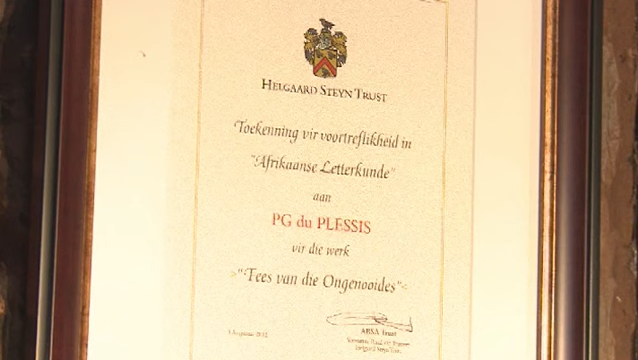 HELGAARD STEYN TRUST
Toekenning vir voortreflikheid in
"Afrikaanse Letterkunde"
aan
PG du PLESSIS
vir die werk
"Fees van die Ongenooides"
ABSA Trust